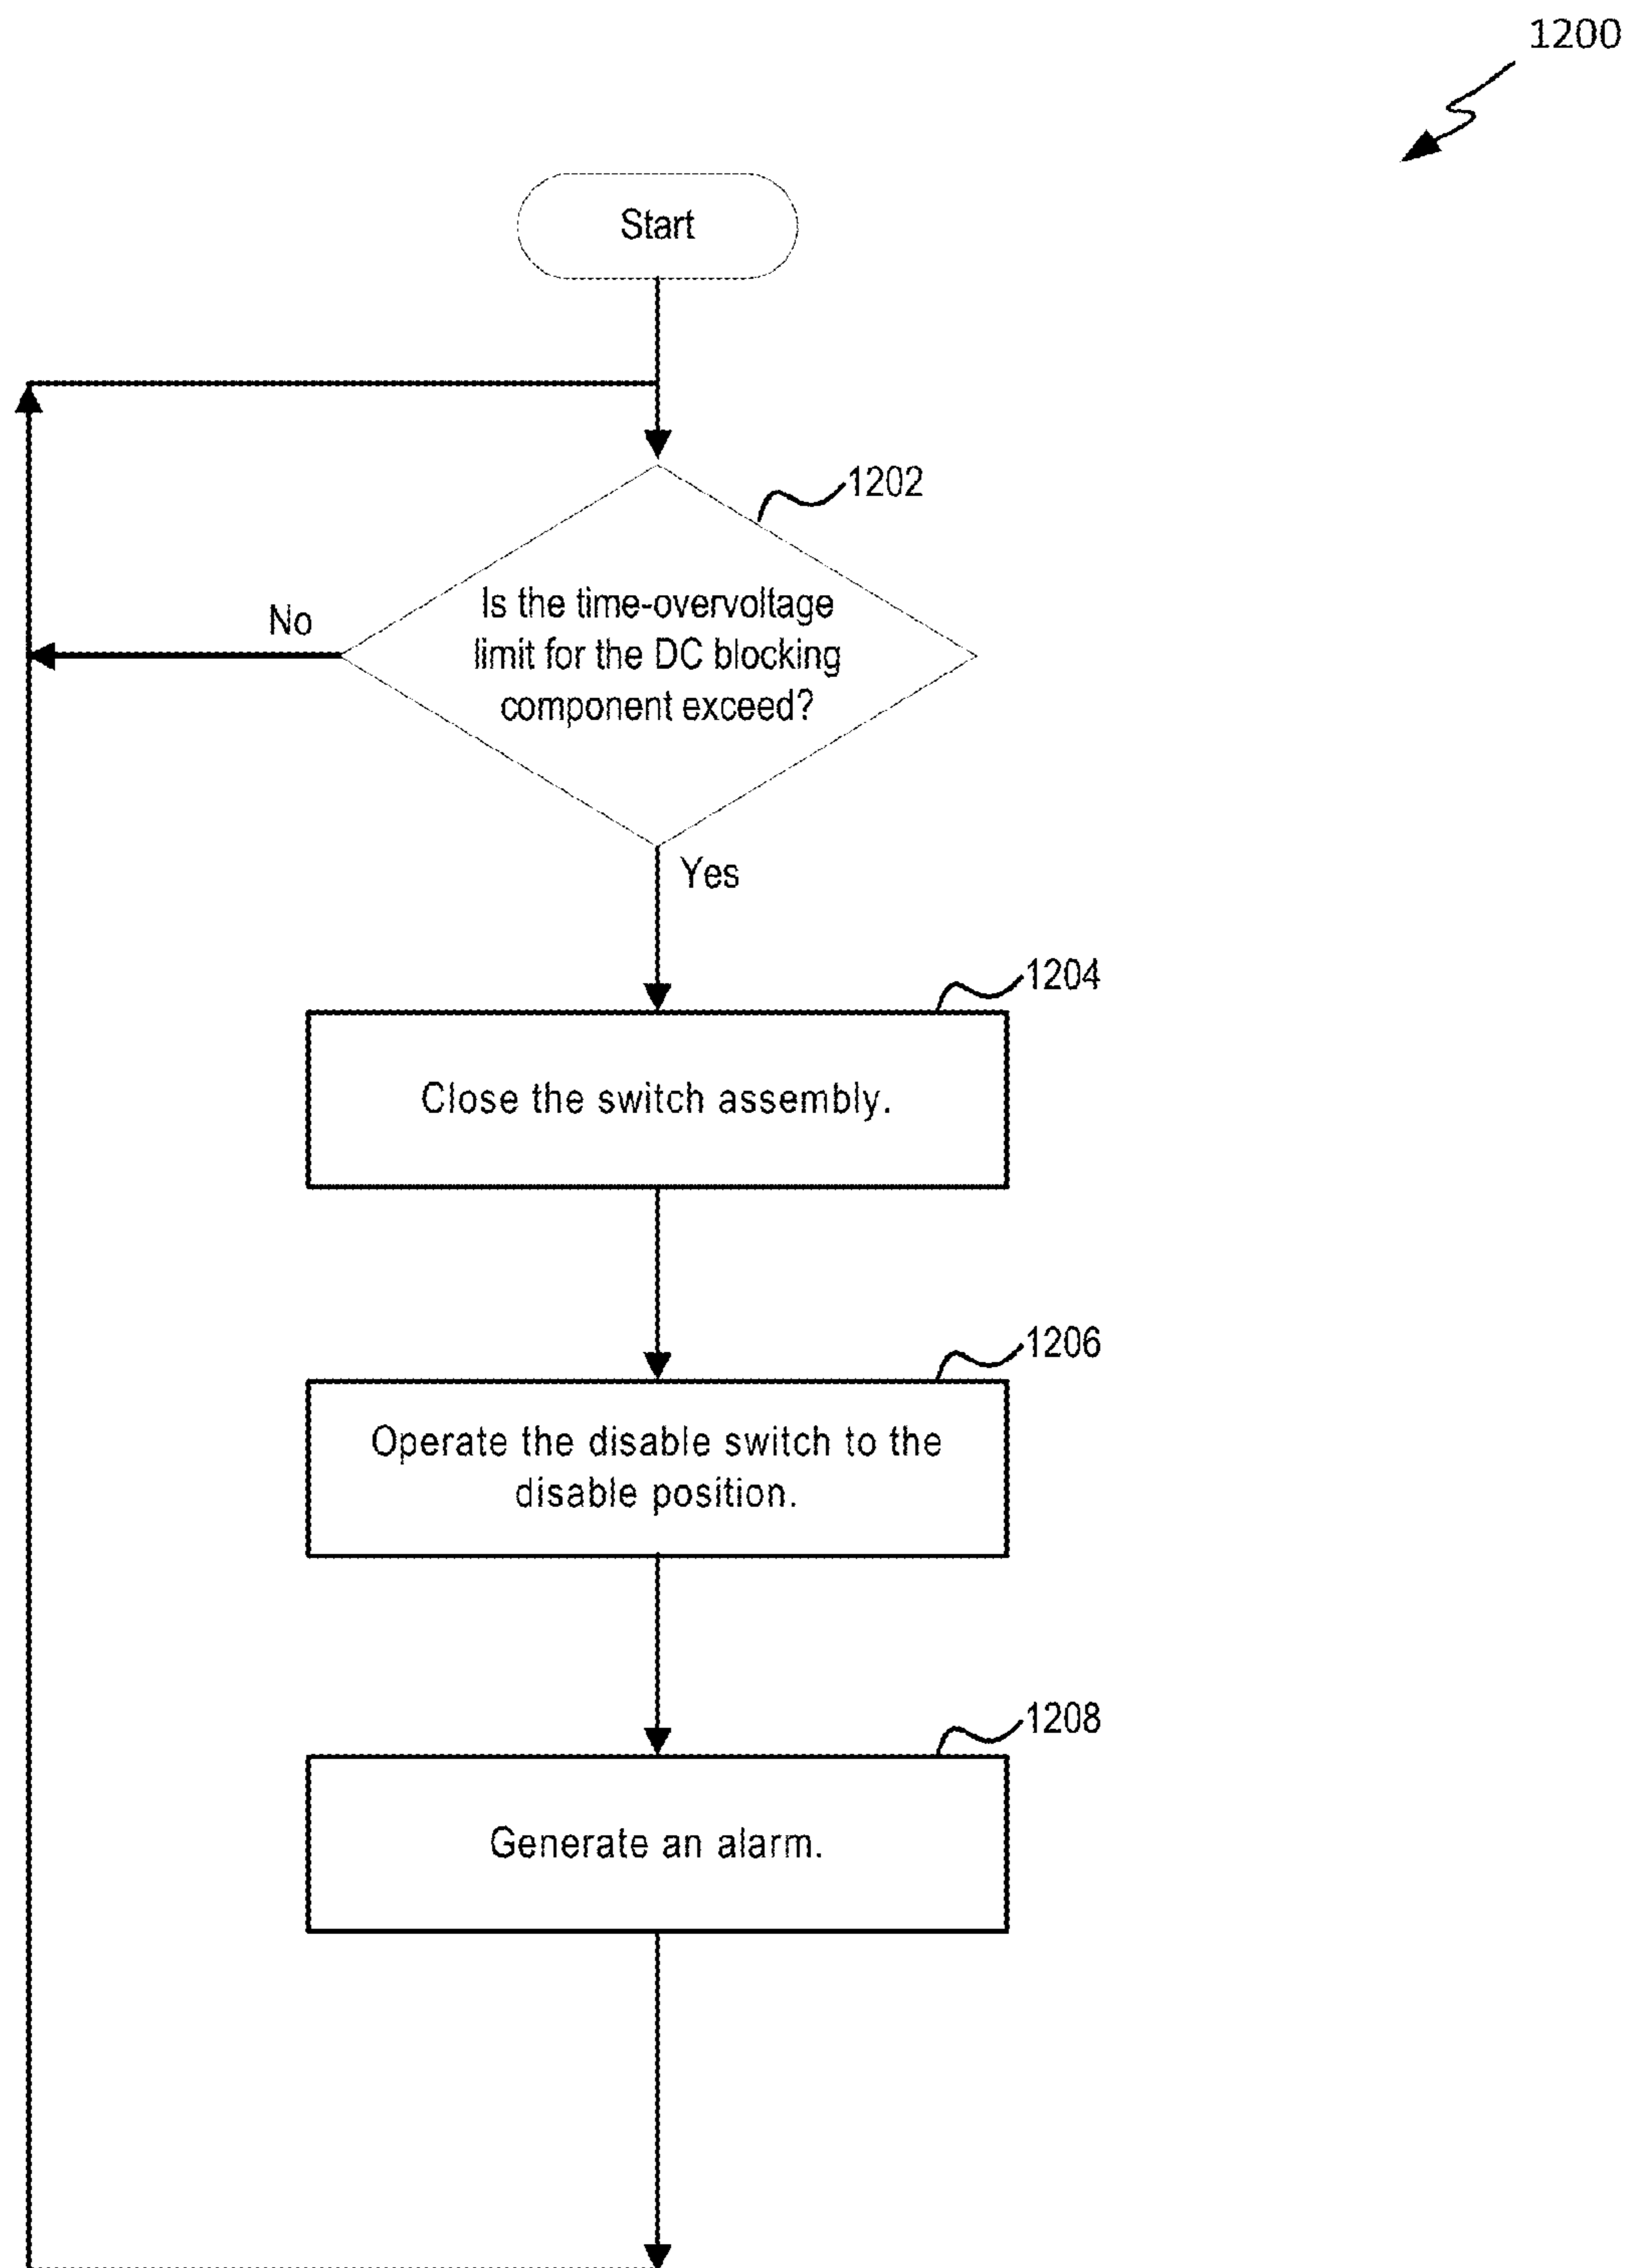 1200
Start
1202
Is the time-overvoltage
limit for the DC blocking
component exceed?
No
Yes
1204
Close the switch assembly.
1206
Operate the disable switch to the
disable position.
1208
Generate an alarm.